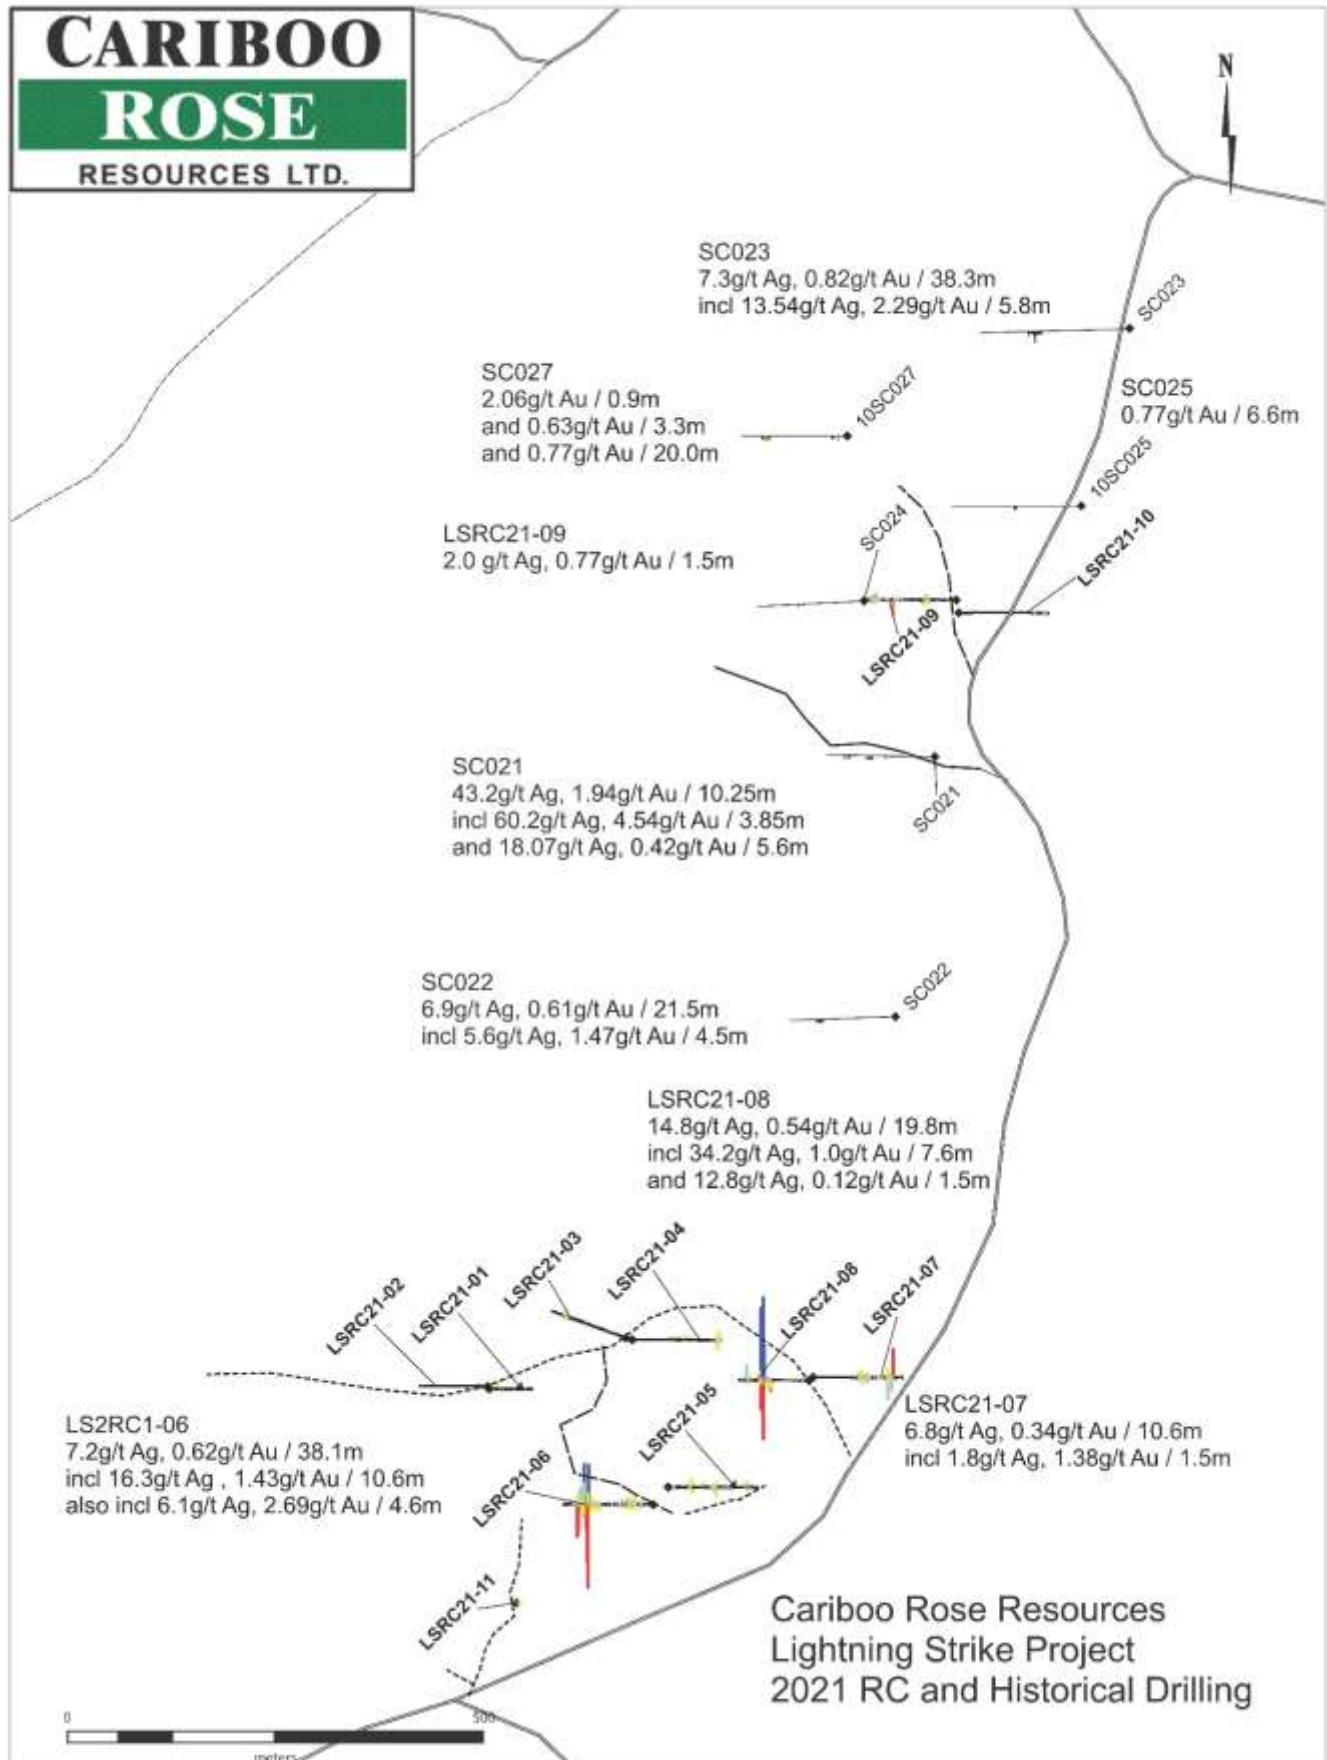 CARIBOO
ROSE
RESOURCES LTD.
N
SC023
7.3g/t Ag, 0.82g/t Au / 38.3m
incl 13.54g/t Ag, 2.29g/t Au / 5.8m
SC023
SC027
2.06g/t Au / 0.9m
and 0.63g/t Au / 3.3m
and 0.77g/t Au / 20.0m
10SC027
SC025
0.77g/t Au / 6.6m
10SC025
LSRC21-09
2.0 g/t Ag, 0.77g/t Au / 1.5m
SC024
LSRC21-10
LSRC21-09
SC021
43.2g/t Ag, 1.94g/t Au / 10.25m
incl 60.2g/t Ag, 4.54g/t Au / 3.85m
and 18.07g/t Ag, 0.42g/t Au / 5.6m
SC021
SC022
6.9g/t Ag, 0.61g/t Au / 21.5m
incl 5.6g/t Ag, 1.47g/t Au / 4.5m
SC022
LSRC21-08
14.8g/t Ag, 0.54g/t Au / 19.8m
incl 34.2g/t Ag, 1.0g/t Au / 7.6m
and 12.8g/t Ag, 0.12g/t Au / 1.5m
LSRC21-02
LSRC21-01
LSRC21-03
LSRC21-04
LSRC21-08
LSRC21-07
LSRC21-07
6.8g/t Ag, 0.34g/t Au / 10.6m
incl 1.8g/t Ag, 1.38g/t Au / 1.5m
LS2RC1-06
7.2g/t Ag, 0.62g/t Au / 38.1m
incl 16.3g/t Ag , 1.43g/t Au / 10.6m
also incl 6.1g/t Ag, 2.69g/t Au / 4.6m
LSRC21-06
LSRC21-05
LSRC21-11
Cariboo Rose Resources
Lightning Strike Project
2021 RC and Historical Drilling
0
500
meters